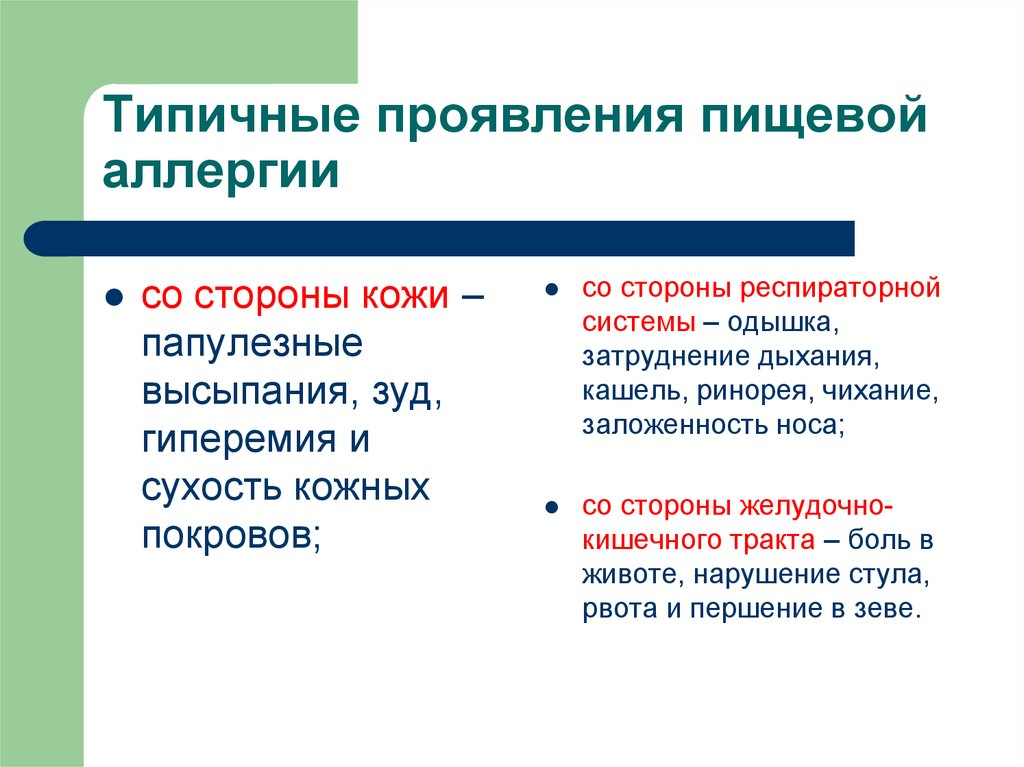 Типичные проявления пищевой
аллергии
со стороны кожи –
папулезные
высыпания, зуд,
гиперемия и
сухость кожных
покровов;
со стороны респираторной
системы – одышка,
затруднение дыхания,
кашель, ринорея, чихание,
заложенность носа;
со стороны желудочно-
кишечного тракта – боль в
животе, нарушение стула,
рвота и першение в зеве.